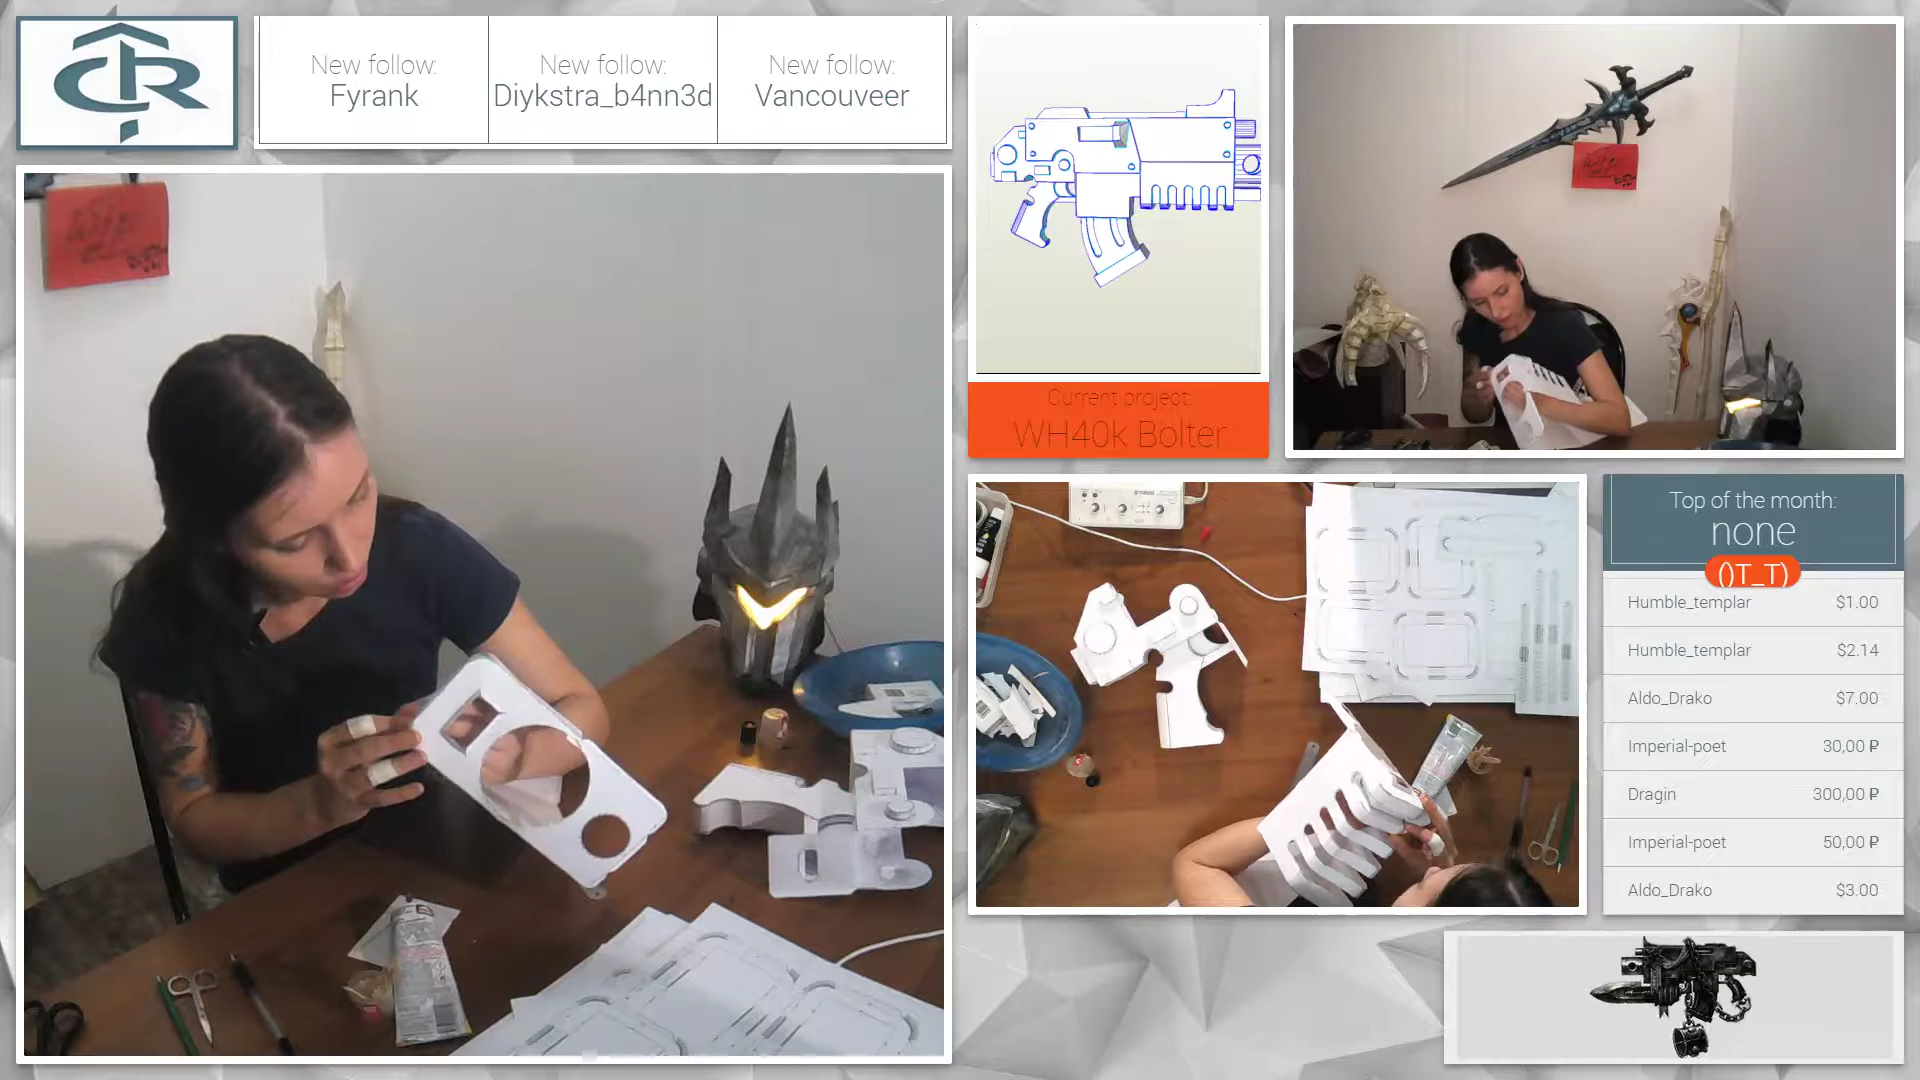 New follow:
Fyrank
New follow:
Diykstra_b4nn3d
New follow:
Vancouveer
Current project:
WH40k Bolter
Top of the month:
none
()T_T)
Humble_templar $1.00
Humble_templar $2.14
Aldo_Drako $7.00
Imperial-poet 30,00 ₽
Dragin 300,00 ₽
Imperial-poet 50,00 ₽
Aldo_Drako $3.00